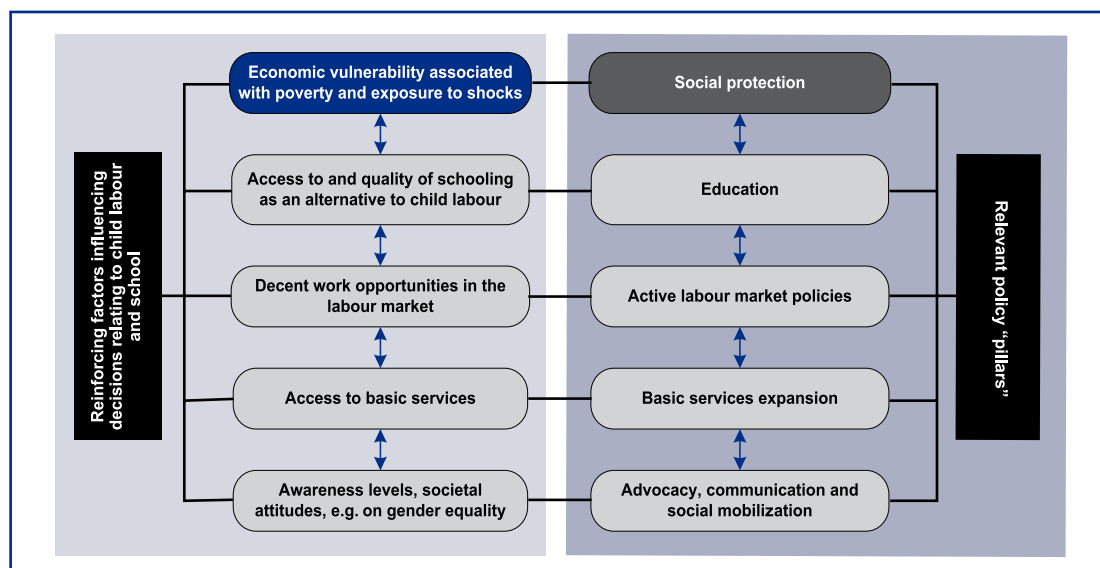 Reinforcing factors influencing
decisions relating to child labour
and school
Economic vulnerability associated
with poverty and exposure to shocks
Social protection
Access to and quality of schooling
as an alternative to child labour
Education
Decent work opportunities in the
labour market
Active labour market policies
Access to basic services
Basic services expansion
Awareness levels, societal
attitudes, e.g. on gender equality
Advocacy, communication and
social mobilization
Relevant policy “pillars”